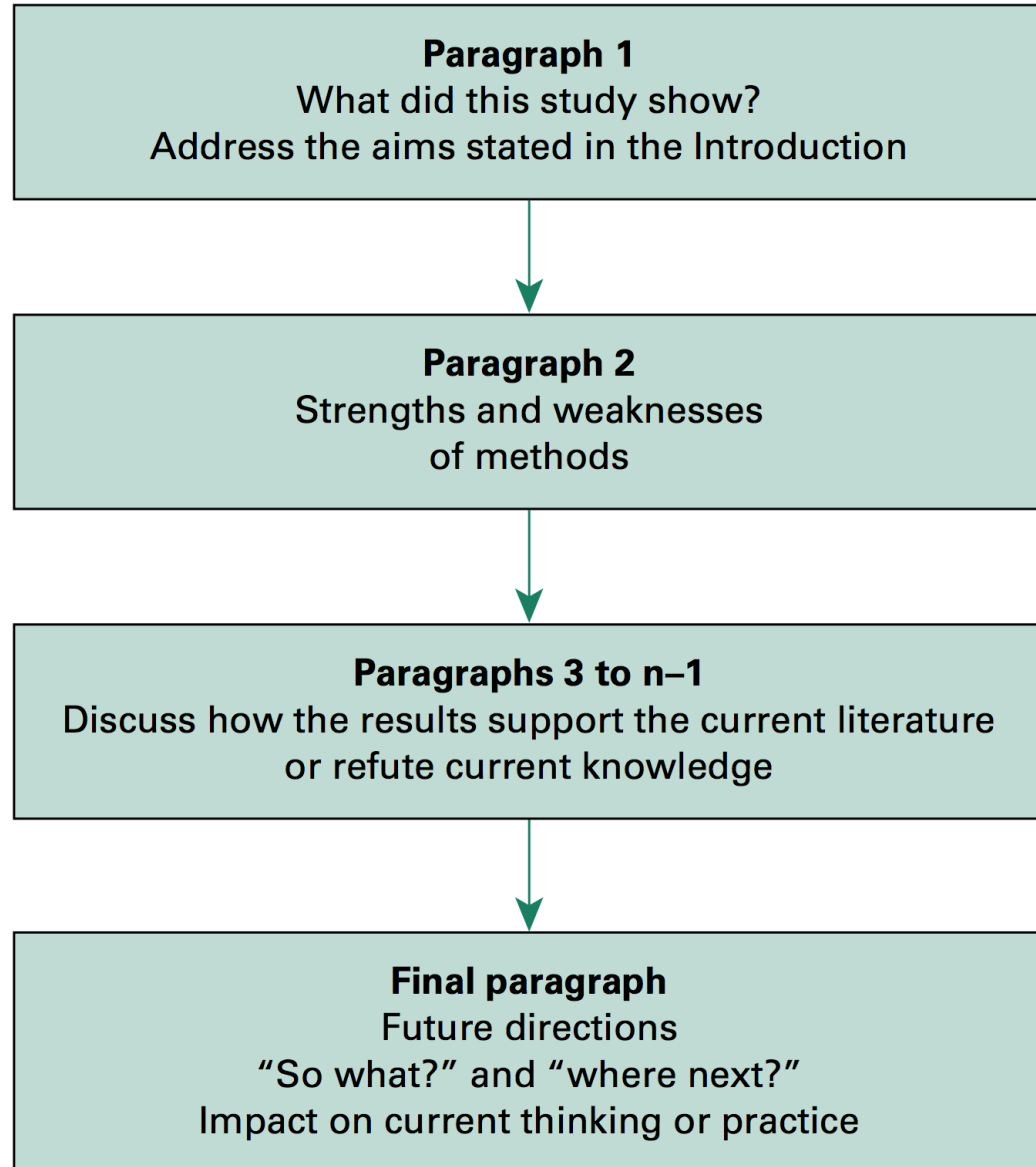 Paragraph 1
What did this study show?
Address the aims stated in the Introduction
Paragraph 2
Strengths and weaknesses
of methods
Paragraphs 3 to n–1
Discuss how the results support the current literature
or refute current knowledge
Final paragraph
Future directions
“So what?” and “where next?”
Impact on current thinking or practice